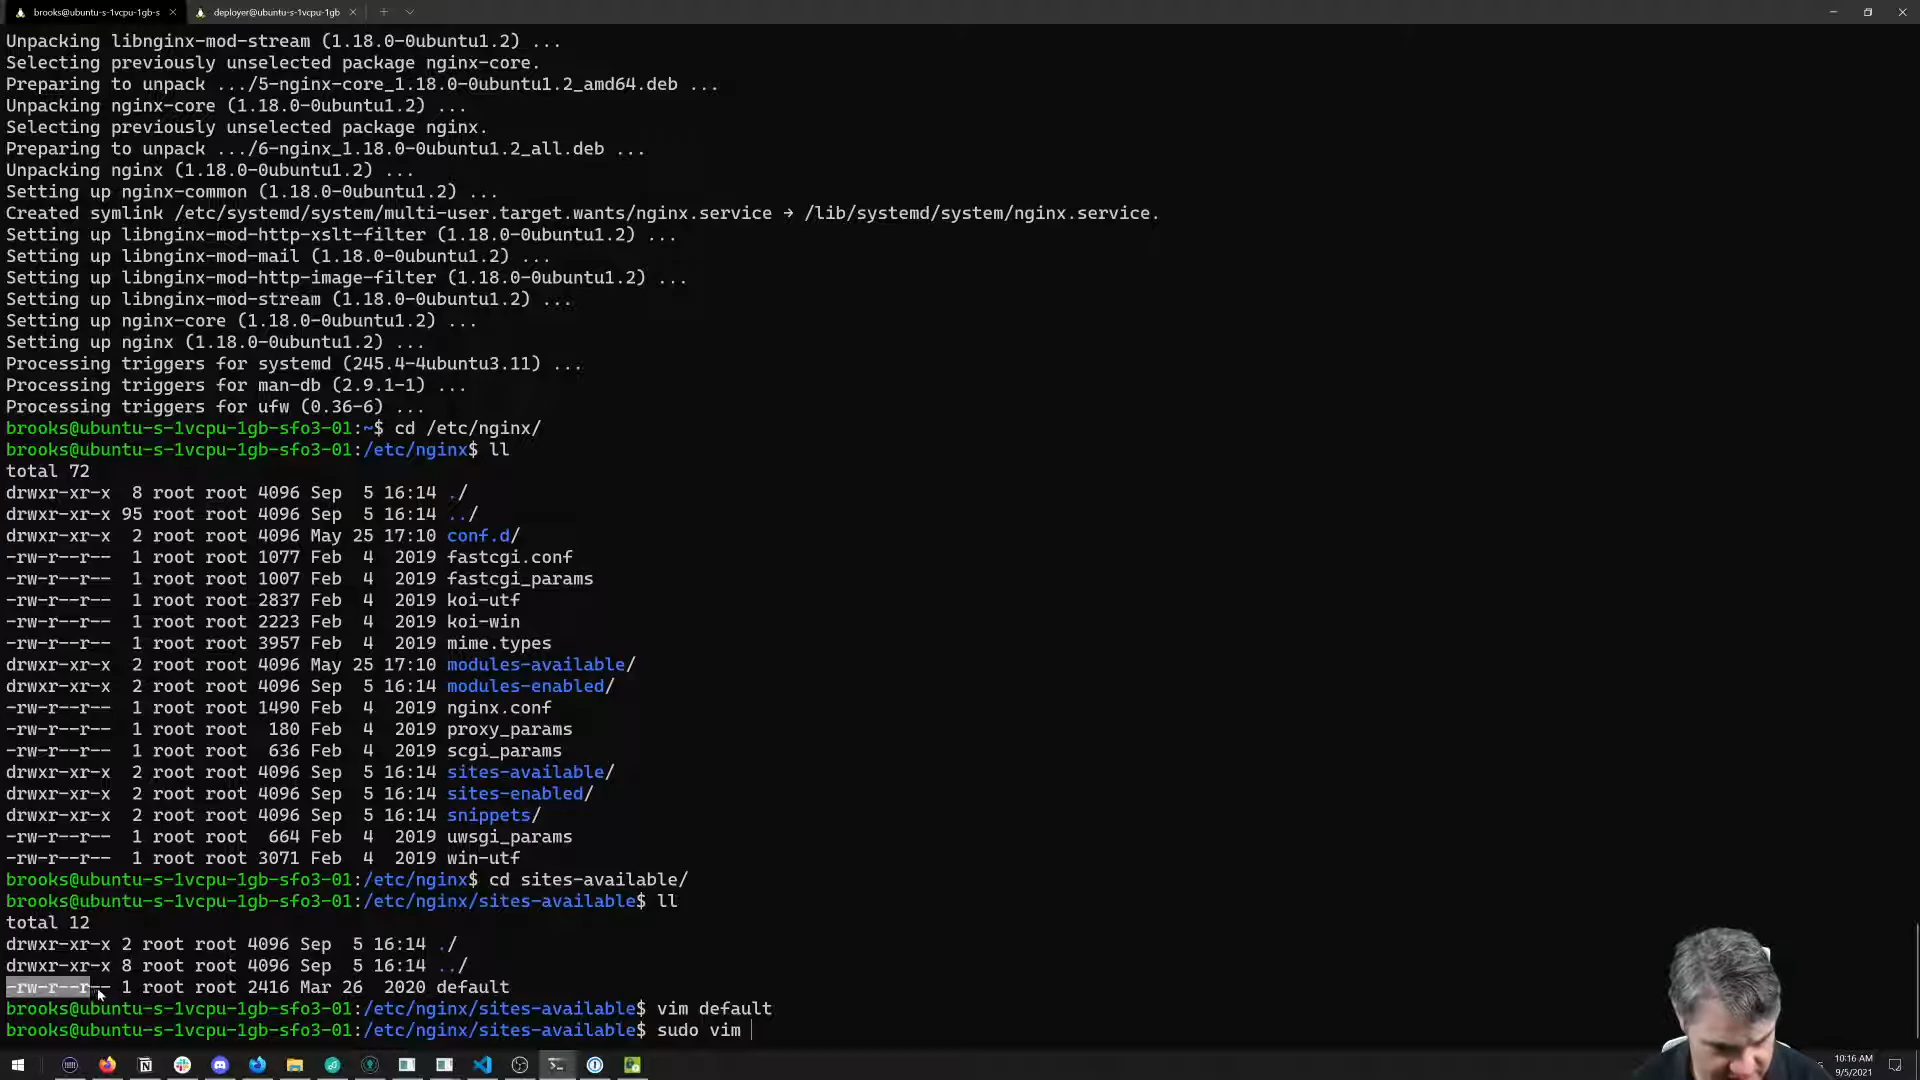 brooks@ubuntu-s-1vcpu-1gb-s
deployer@ubuntu-s-1vcpu-1gb
Unpacking libnginx-mod-stream (1.18.0-0ubuntu1.2) ...
Selecting previously unselected package nginx-core.
Preparing to unpack .../5-nginx-core_1.18.0-0ubuntu1.2_amd64.deb ...
Unpacking nginx-core (1.18.0-0ubuntu1.2) ...
Selecting previously unselected package nginx.
Preparing to unpack .../6-nginx_1.18.0-0ubuntu1.2_all.deb ...
Unpacking nginx (1.18.0-0ubuntu1.2) ...
Setting up nginx-common (1.18.0-0ubuntu1.2) ...
Created symlink /etc/systemd/system/multi-user.target.wants/nginx.service → /lib/systemd/system/nginx.service.
Setting up libnginx-mod-http-xslt-filter (1.18.0-0ubuntu1.2) ...
Setting up libnginx-mod-mail (1.18.0-0ubuntu1.2) ...
Setting up libnginx-mod-http-image-filter (1.18.0-0ubuntu1.2) ...
Setting up libnginx-mod-stream (1.18.0-0ubuntu1.2) ...
Setting up nginx-core (1.18.0-0ubuntu1.2) ...
Setting up nginx (1.18.0-0ubuntu1.2) ...
Processing triggers for systemd (245.4-4ubuntu3.11) ...
Processing triggers for man-db (2.9.1-1) ...
Processing triggers for ufw (0.36-6) ...
brooks@ubuntu-s-1vcpu-1gb-sfo3-01:~$ cd /etc/nginx/
brooks@ubuntu-s-1vcpu-1gb-sfo3-01:/etc/nginx$ ll
total 72
drwxr-xr-x  8 root root 4096 Sep  5 16:14 ./
drwxr-xr-x 95 root root 4096 Sep  5 16:14 ../
drwxr-xr-x  2 root root 4096 May 25 17:10 conf.d/
-rw-r--r--  1 root root 1077 Feb  4  2019 fastcgi.conf
-rw-r--r--  1 root root 1007 Feb  4  2019 fastcgi_params
-rw-r--r--  1 root root 2837 Feb  4  2019 koi-utf
-rw-r--r--  1 root root 2223 Feb  4  2019 koi-win
-rw-r--r--  1 root root 3957 Feb  4  2019 mime.types
drwxr-xr-x  2 root root 4096 May 25 17:10 modules-available/
drwxr-xr-x  2 root root 4096 Sep  5 16:14 modules-enabled/
-rw-r--r--  1 root root 1490 Feb  4  2019 nginx.conf
-rw-r--r--  1 root root  180 Feb  4  2019 proxy_params
-rw-r--r--  1 root root  636 Feb  4  2019 scgi_params
drwxr-xr-x  2 root root 4096 Sep  5 16:14 sites-available/
drwxr-xr-x  2 root root 4096 Sep  5 16:14 sites-enabled/
drwxr-xr-x  2 root root 4096 Sep  5 16:14 snippets/
-rw-r--r--  1 root root  664 Feb  4  2019 uwsgi_params
-rw-r--r--  1 root root 3071 Feb  4  2019 win-utf
brooks@ubuntu-s-1vcpu-1gb-sfo3-01:/etc/nginx$ cd sites-available/
brooks@ubuntu-s-1vcpu-1gb-sfo3-01:/etc/nginx/sites-available$ ll
total 12
drwxr-xr-x 2 root root 4096 Sep  5 16:14 ./
drwxr-xr-x 8 root root 4096 Sep  5 16:14 ../
-rw-r--r-- 1 root root 2416 Mar 26  2020 default
brooks@ubuntu-s-1vcpu-1gb-sfo3-01:/etc/nginx/sites-available$ vim default
brooks@ubuntu-s-1vcpu-1gb-sfo3-01:/etc/nginx/sites-available$ sudo vim
10:16 AM
9/5/2021